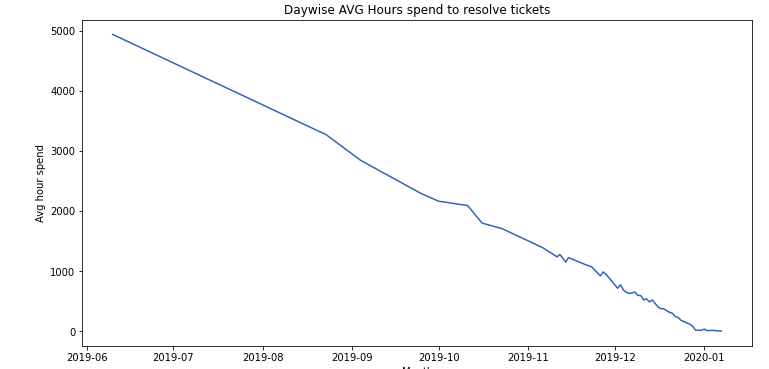 Daywise AVG Hours spend to resolve tickets
Avg hour spend
5000
4000
3000
2000
1000
0
2019-06 2019-07 2019-08 2019-09 2019-10 2019-11 2019-12 2020-01